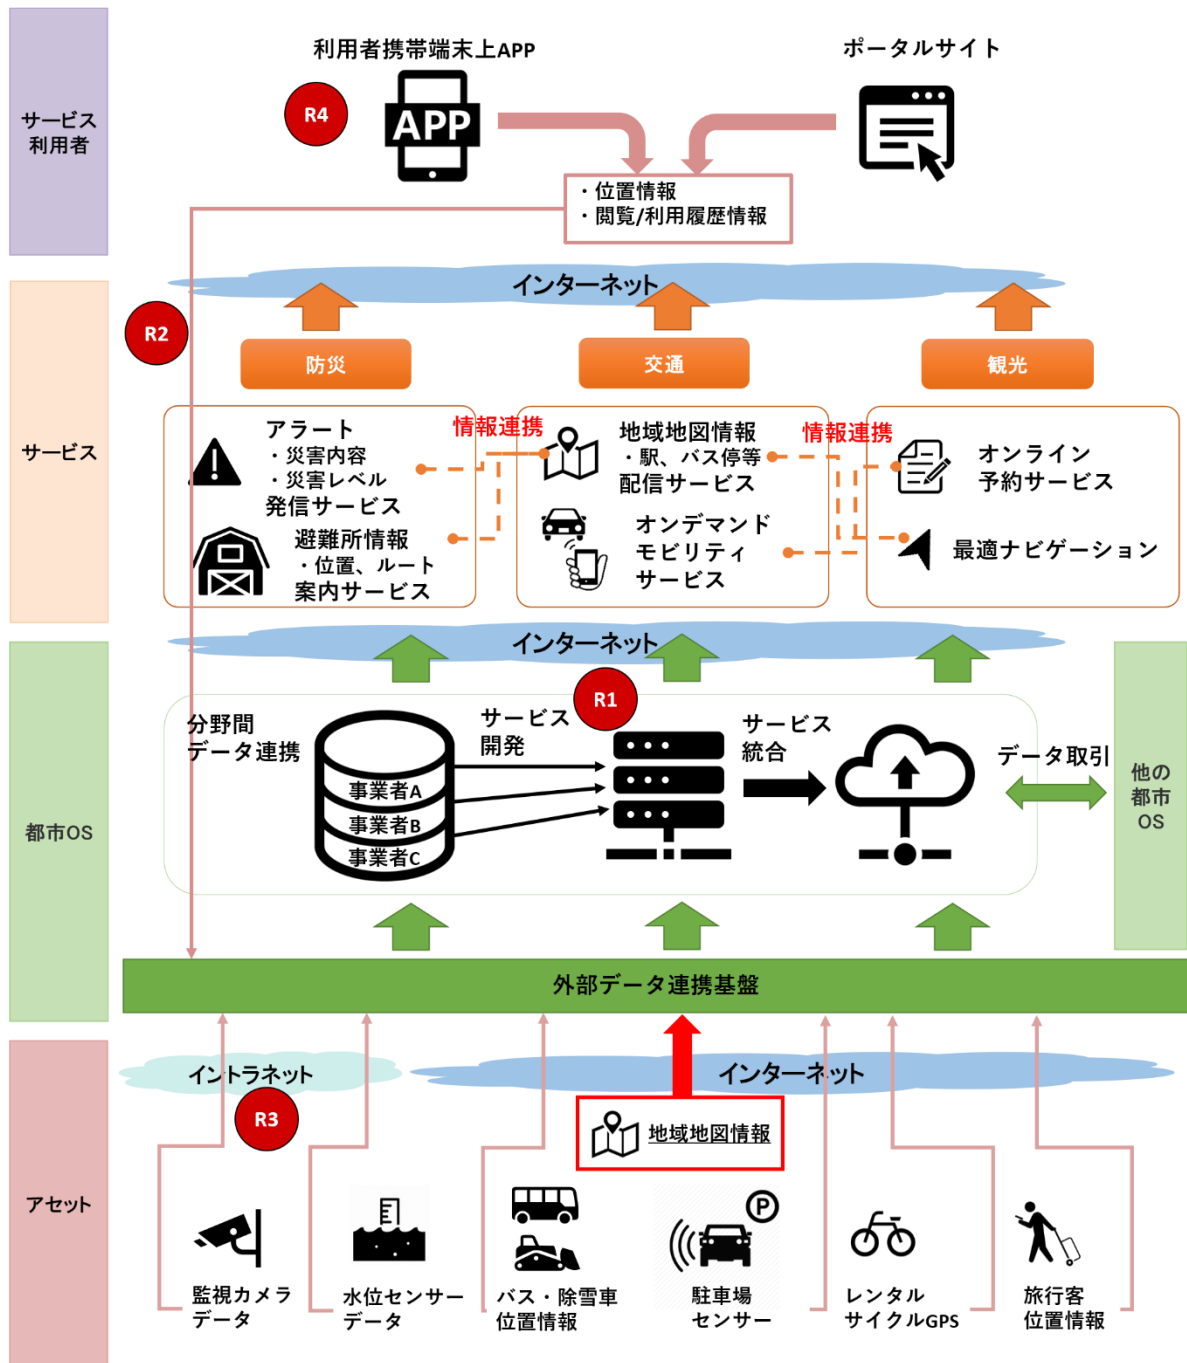 利用者携帯端末上APP
ポータルサイト
R4
APP
サービス
利用者
・位置情報
・閲覧/利用履歴情報
インターネット
R2
防災
交通
観光
サービス
アラート
・災害内容
・災害レベル
発信サービス
情報連携
地域地図情報
・駅、バス停等
配信サービス
情報連携
オンライン
予約サービス
避難所情報
・位置、ルート
案内サービス
オンデマンド
モビリティ
サービス
最適ナビゲーション
インターネット
R1
都市OS
分野間
データ連携
サービス
開発
サービス
統合
データ取引
他の
都市
OS
事業者A
事業者B
事業者C
外部データ連携基盤
イントラネット
インターネット
R3
地域地図情報
アセット
P
監視カメラ
データ
水位センサー
データ
バス・除雪車
位置情報
駐車場
センサー
レンタル
サイクルGPS
旅行客
位置情報